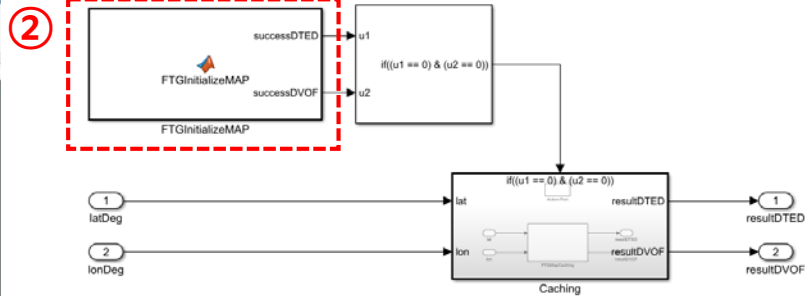 ②
successDTED
FTGInitializeMAP
successDVOF
FTGInitializeMAP
u1
if((u1 == 0) & (u2 == 0))
u2
1
latDeg
2
lonDeg
if((u1 == 0) & (u2 == 0))
lat
resultDTED
lon
resultDVOF
Caching
1
resultDTED
2
resultDVOF